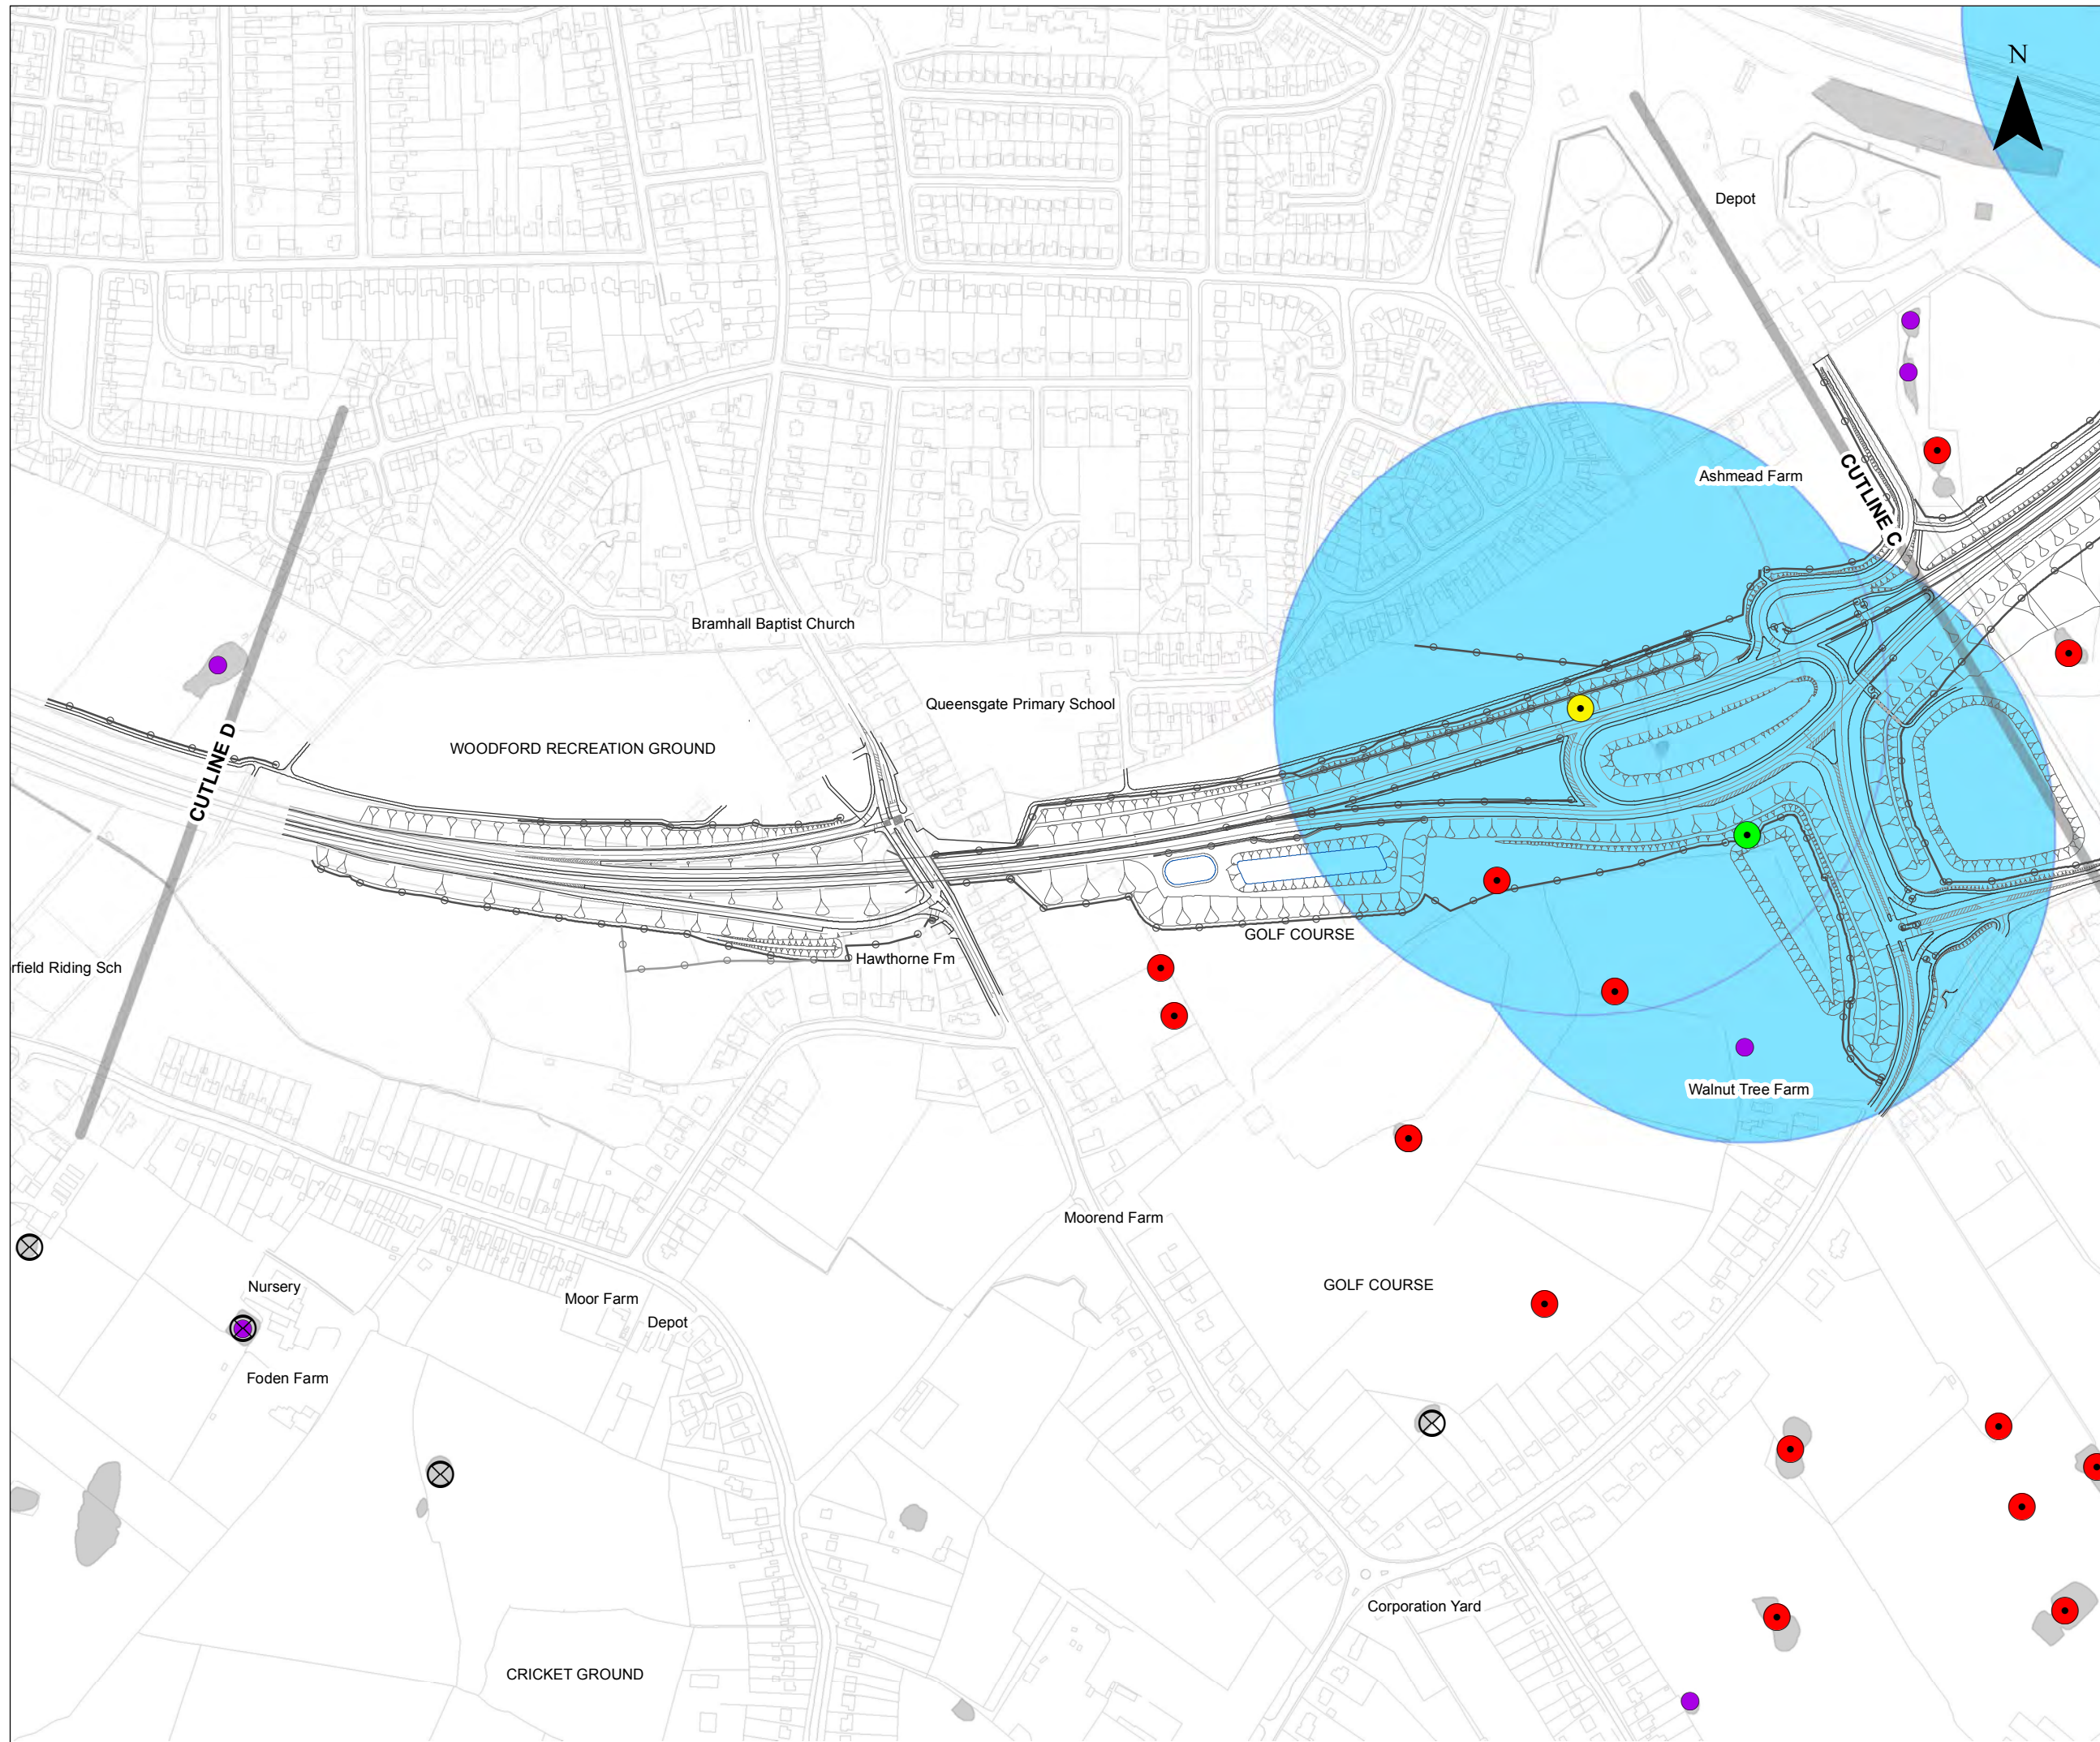 N
Depot
CUTLINE C
Ashmead Farm
Bramhall Baptist Church
Queensgate Primary School
CUTLINE D
WOODFORD RECREATION GROUND
GOLF COURSE
Hawthorne Fm
rfield Riding Sch
Walnut Tree Farm
Moorend Farm
Nursery
GOLF COURSE
Moor Farm
Depot
Foden Farm
Corporation Yard
CRICKET GROUND